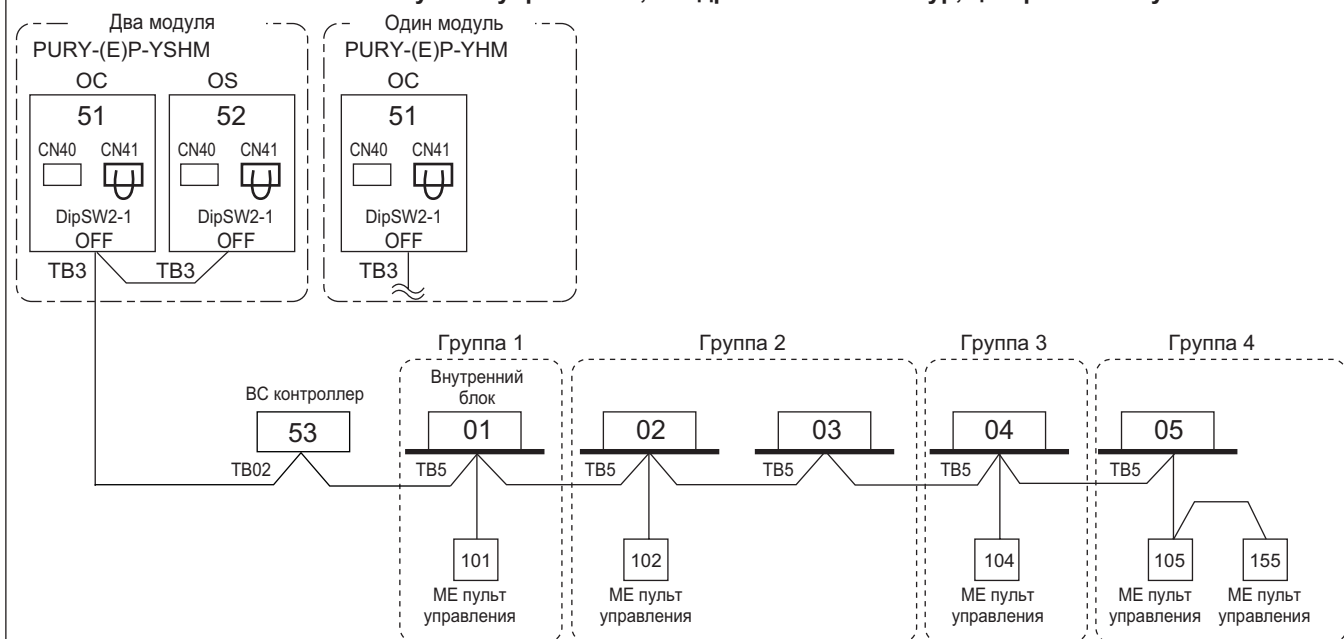 Два модуля
PURY-(E)P-YSHM
OC OS
51 52
CN40 CN41 CN40 CN41
DipSW2-1 DipSW2-1
OFF OFF
TB3 TB3
Один модуль
PURY-(E)P-YHM
OC
51
CN40 CN41
DipSW2-1
OFF
TB3
Группа 1 Группа 2 Группа 3 Группа 4
BC контроллер
53
TB02
Внутренний
блок
01 02 03 04 05
TB5 TB5 TB5 TB5 TB5
101 102 104 105 155
ME пульт ME пульт ME пульт ME пульт ME пульт
управления управления управления управления управления